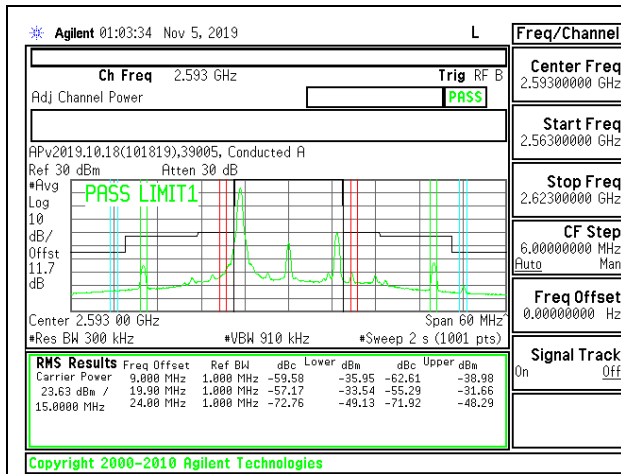 Agilent 01:03:34 Nov 5, 2019 L
Freq/Channel
Ch Freq 2.593 GHz Trig RF B
Adj Channel Power PASS
Center Freq
2.59300000 GHz
Start Freq
2.56300000 GHz
Stop Freq
2.62300000 GHz
CF Step
6.00000000 MHz
Auto Man
Freq Offset
0.00000000 Hz
Signal Track
On Off
APv2019.10.18(101819),39005, Conducted A
Ref 30 dBm Atten 30 dB
#Avg
Log
10
dB/
Offst
11.7
dB
PASS LIMIT1
Center 2.593 00 GHz Span 60 MHz
#Res BW 300 kHz #VBW 910 kHz #Sweep 2 s (1001 pts)
RMS Results Freq Offset Ref BW dBc Lower dBm dBc Upper dBm
Carrier Power 9.000 MHz 1.000 MHz -59.58 -35.95 -62.61 -38.98
23.63 dBm / 19.90 MHz 1.000 MHz -57.17 -33.54 -55.29 -31.66
15.0000 MHz 24.00 MHz 1.000 MHz -72.76 -49.13 -71.92 -48.29
Copyright 2000-2010 Agilent Technologies